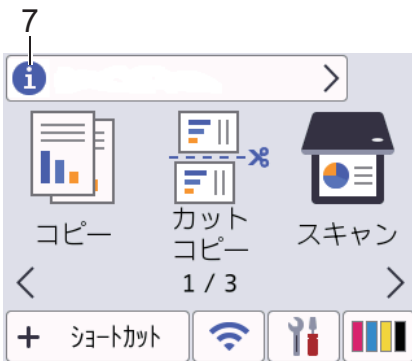 7
i
コピー
カット
コピー
スキャン
1 / 3
+ ショートカット